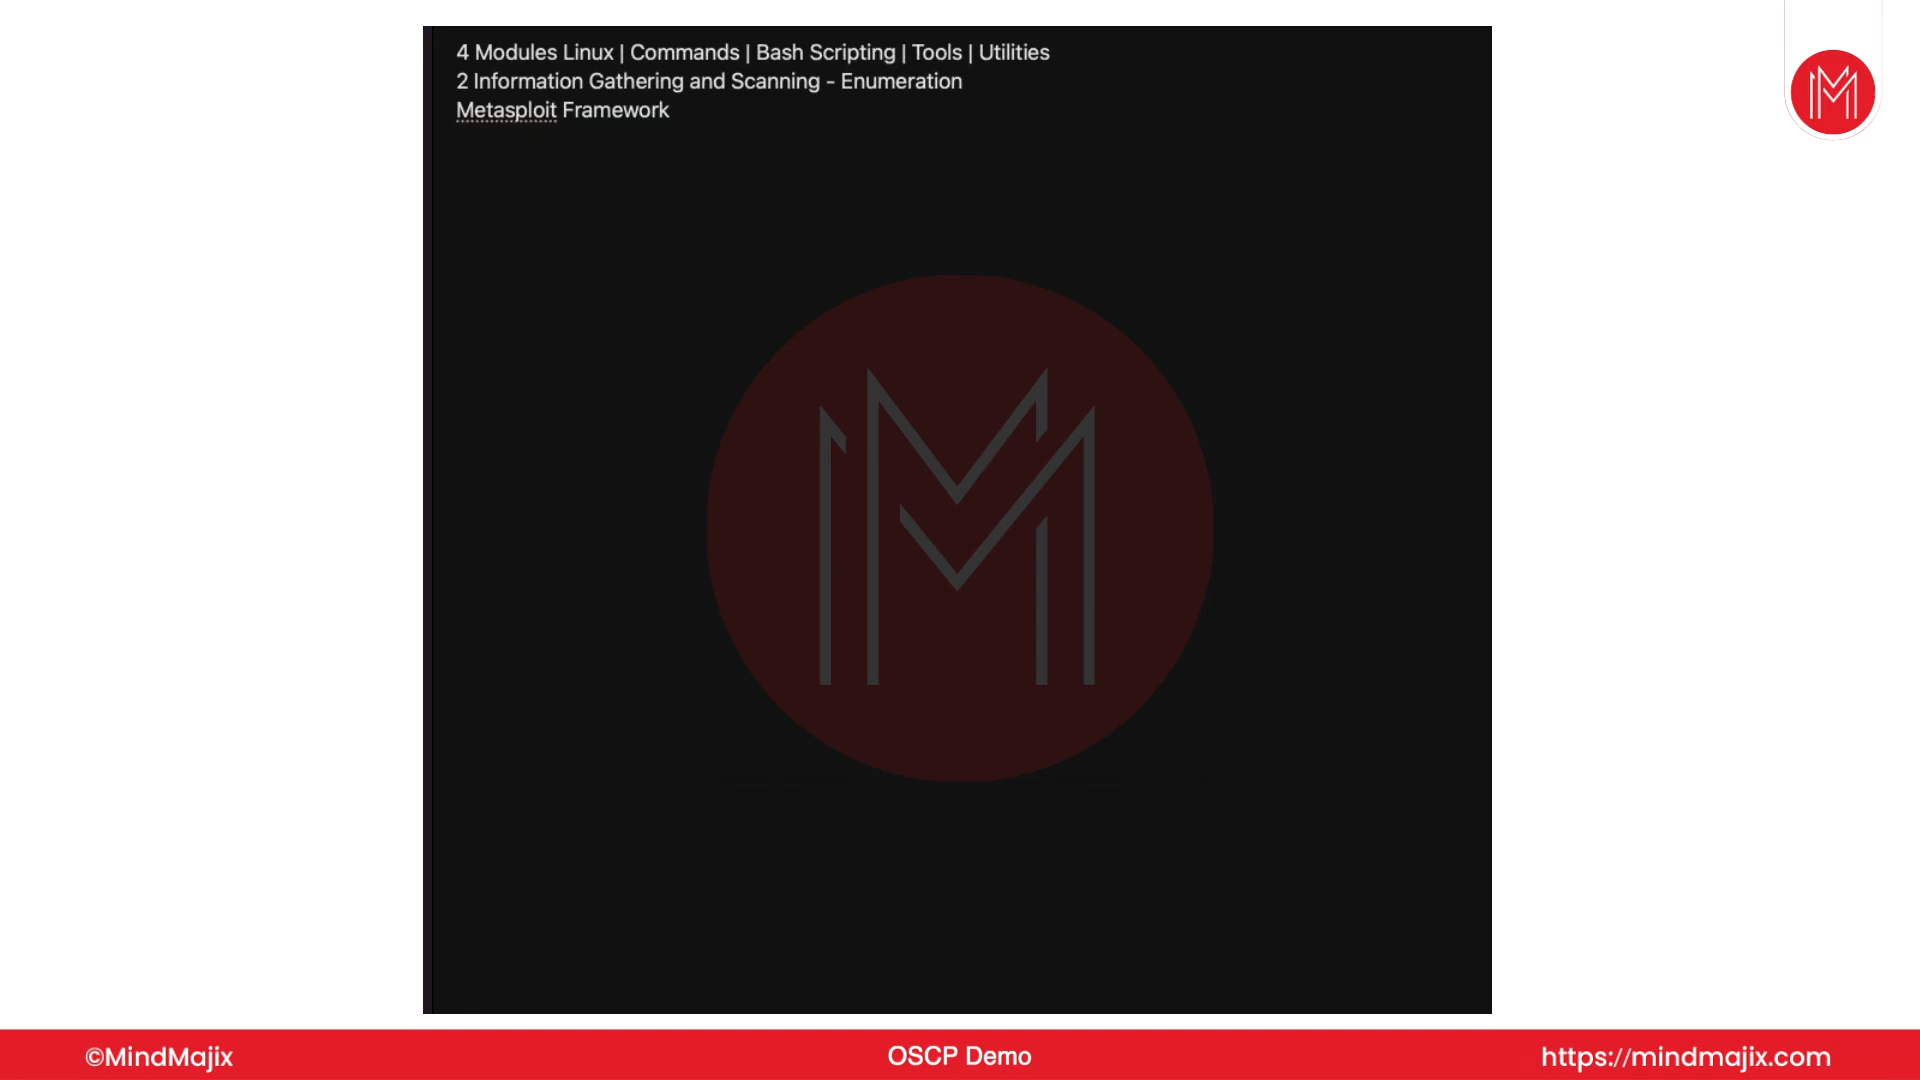 4 Modules Linux | Commands | Bash Scripting | Tools | Utilities
2 Information Gathering and Scanning - Enumeration
Metasploit Framework
©MindMajix
OSCP Demo
https://mindmajix.com